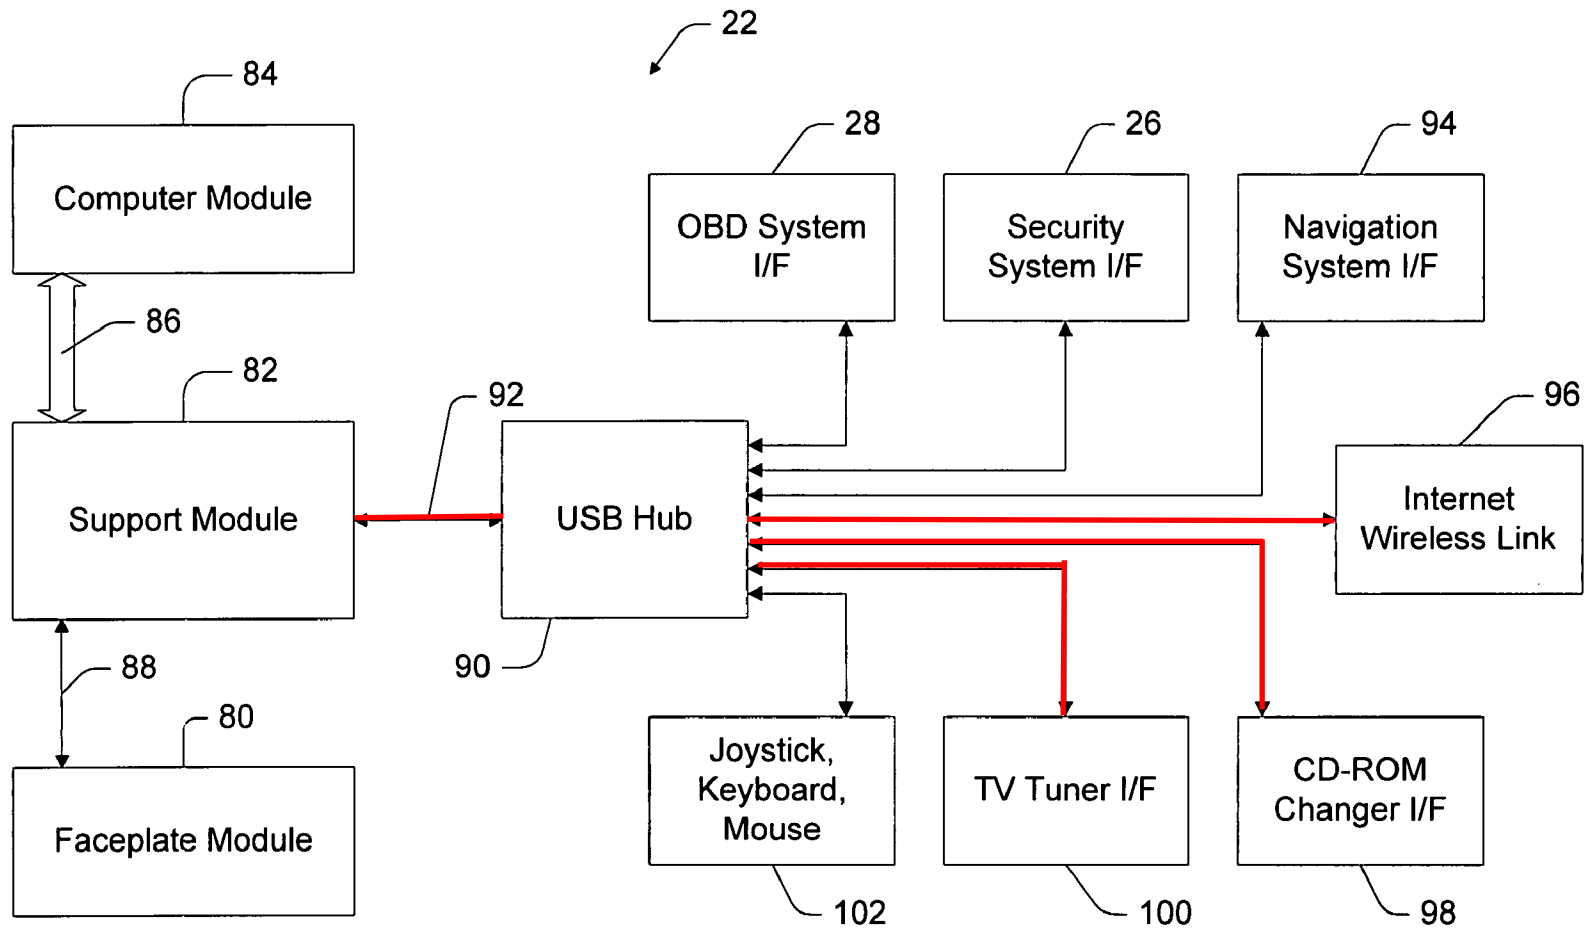 22
84
Computer Module
28
26
94
OBD System
I/F
Security
System I/F
Navigation
System I/F
86
82
92
96
Support Module
USB Hub
Internet
Wireless Link
88
90
80
Faceplate Module
Joystick,
Keyboard,
Mouse
TV Tuner I/F
CD-ROM
Changer I/F
102
100
98